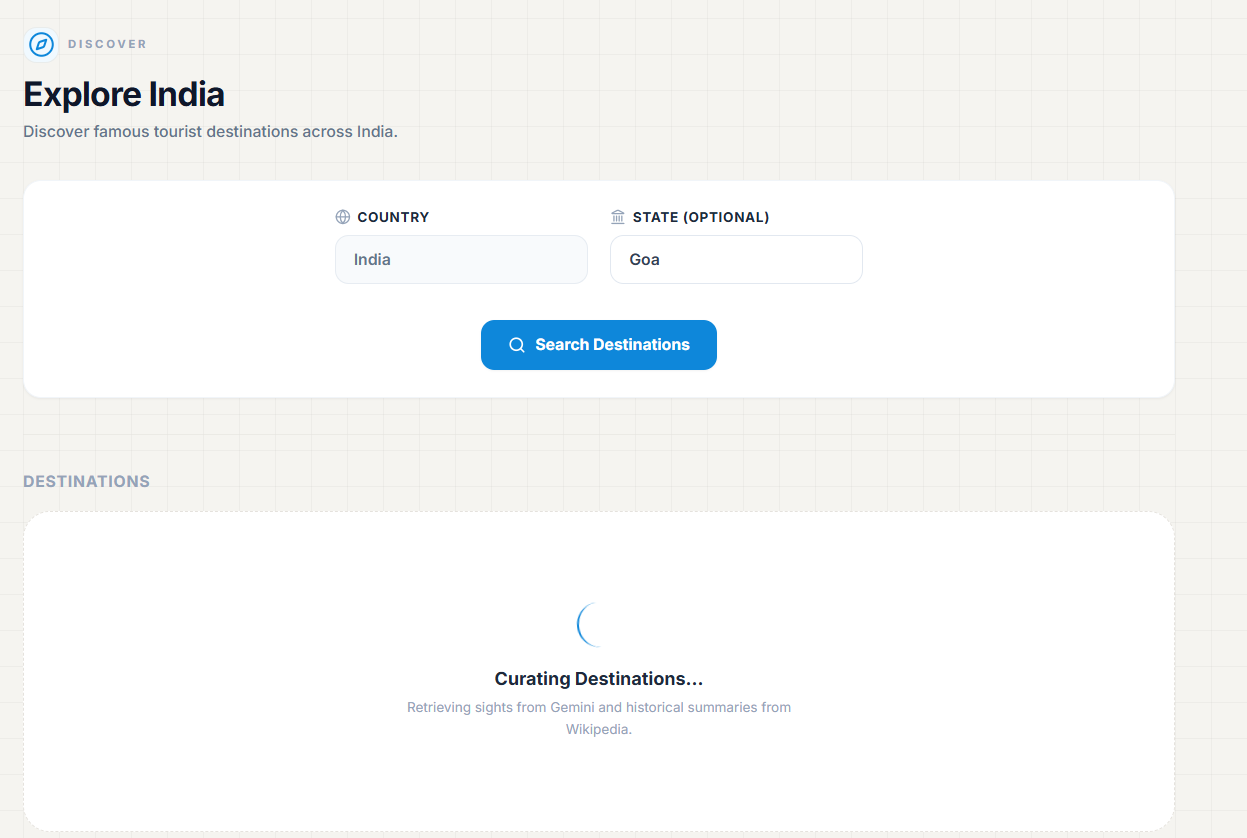 DISCOVER
Explore India
Discover famous tourist destinations across India.
COUNTRY
STATE (OPTIONAL)
India
Goa
Search Destinations
DESTINATIONS
Curating Destinations...
Retrieving sights from Gemini and historical summaries from
Wikipedia.